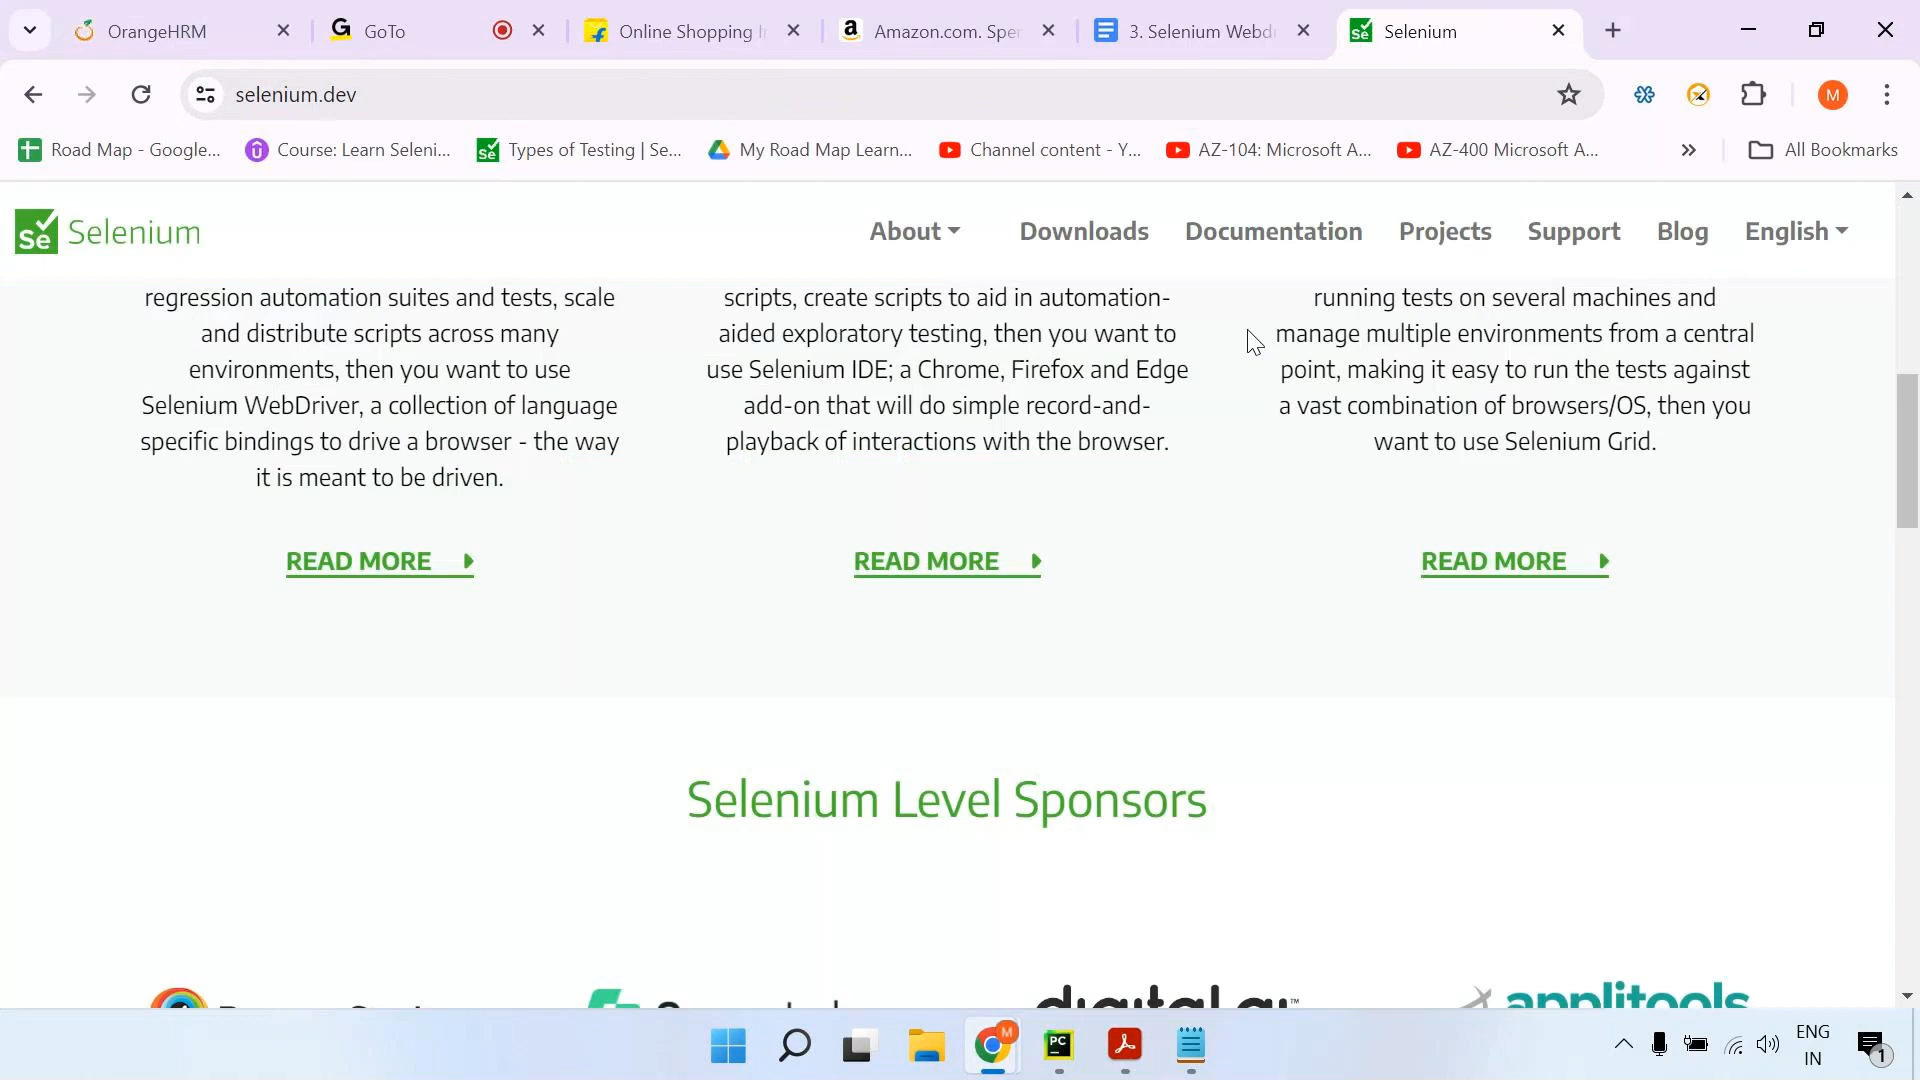 OrangeHRM
GoTo
Online Shopping I
Amazon.com. Spe
3. Selenium Webd
Selenium
selenium.dev
M
Road Map - Google...
Course: Learn Seleni...
Types of Testing | Se...
My Road Map Learn...
Channel content - Y...
AZ-104: Microsoft A...
AZ-400 Microsoft A...
All Bookmarks
Se Selenium
About
Downloads
Documentation
Projects
Support
Blog
English
regression automation suites and tests, scale
and distribute scripts across many
environments, then you want to use
Selenium WebDriver, a collection of language
specific bindings to drive a browser - the way
it is meant to be driven.
READ MORE
scripts, create scripts to aid in automation-
aided exploratory testing, then you want to
use Selenium IDE; a Chrome, Firefox and Edge
add-on that will do simple record-and-
playback of interactions with the browser.
READ MORE
running tests on several machines and
manage multiple environments from a central
point, making it easy to run the tests against
a vast combination of browsers/OS, then you
want to use Selenium Grid.
READ MORE
Selenium Level Sponsors
digital.ai™
applitools
M
PC
ENG
IN
1